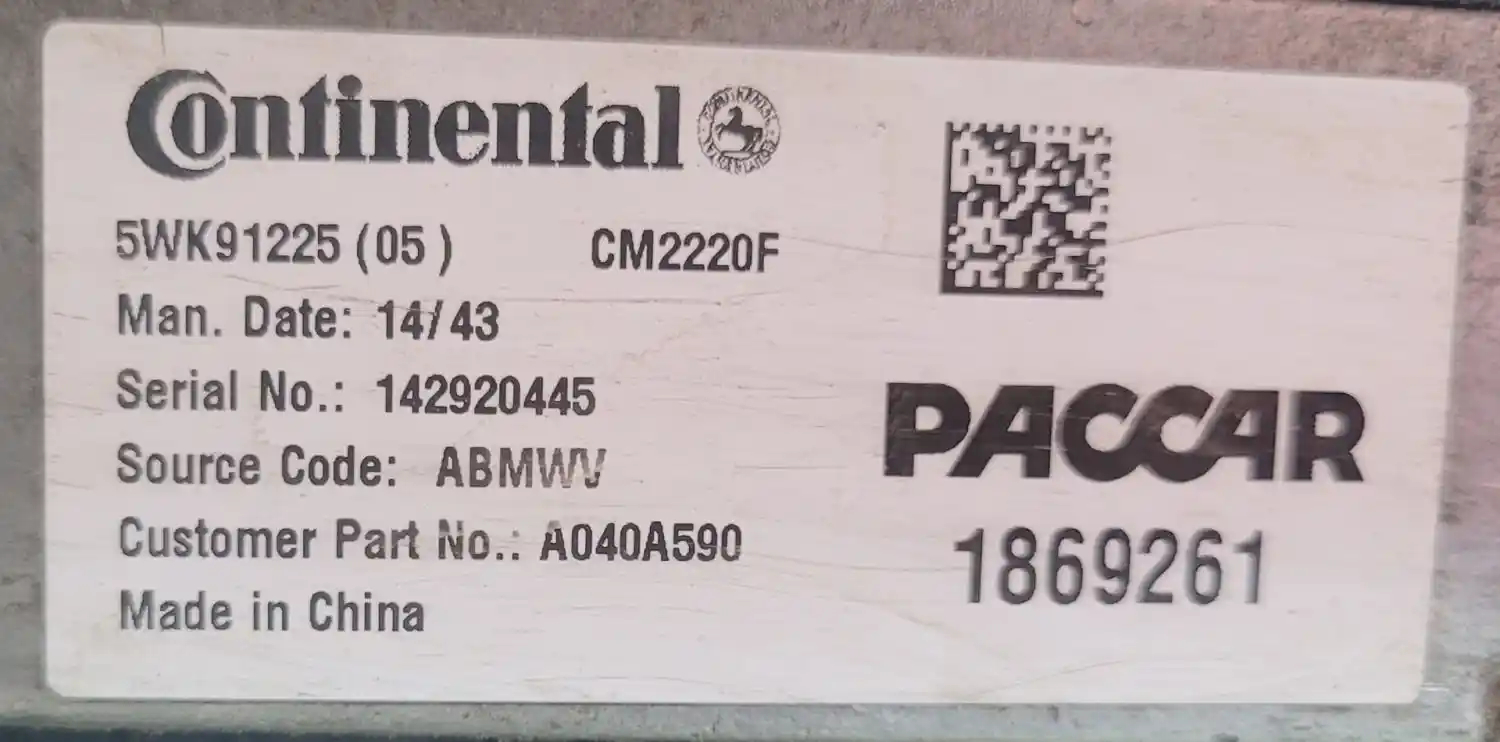 Continental
5WK91225 (05 ) CM2220F
Man. Date: 14/43
Serial No.: 142920445
Source Code: ABMWV
Customer Part No.: A040A590
Made in China
PACCAR
1869261